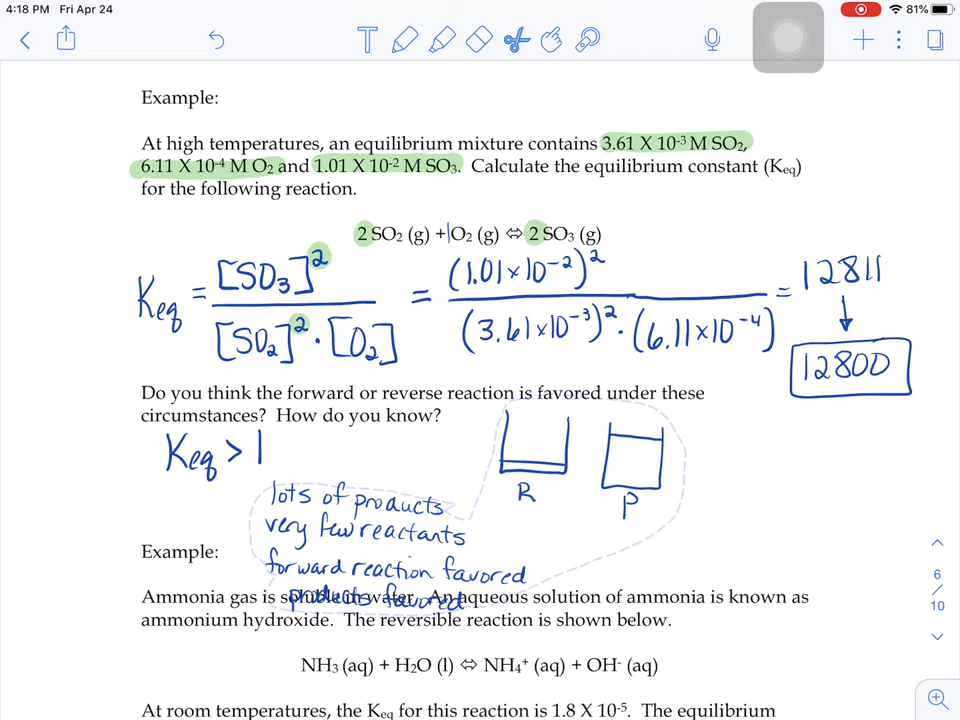 4:18 PM Fri Apr 24
81%
T
Example:
At high temperatures, an equilibrium mixture contains 3.61 X 10⁻³ M SO₂,
6.11 X 10⁻⁴ M O₂ and 1.01 X 10⁻² M SO₃. Calculate the equilibrium constant (Keq)
for the following reaction.
2 SO₂ (g) + 1 O₂ (g) ⇔ 2 SO₃ (g)
Keq = [SO₃]² / [SO₂]² · [O₂] = (1.01×10⁻²)² / (3.61×10⁻³)² · (6.11×10⁻⁴) = 12811
↓
12800
Do you think the forward or reverse reaction is favored under these
circumstances? How do you know?
Keq > 1
R
P
lots of products
very few reactants
forward reaction favored
products favored
Example:
6
/
10
Ammonia gas is soluble in water. An aqueous solution of ammonia is known as
ammonium hydroxide. The reversible reaction is shown below.
NH₃ (aq) + H₂O (l) ⇔ NH₄⁺ (aq) + OH⁻ (aq)
At room temperatures, the Keq for this reaction is 1.8 X 10⁻⁵. The equilibrium